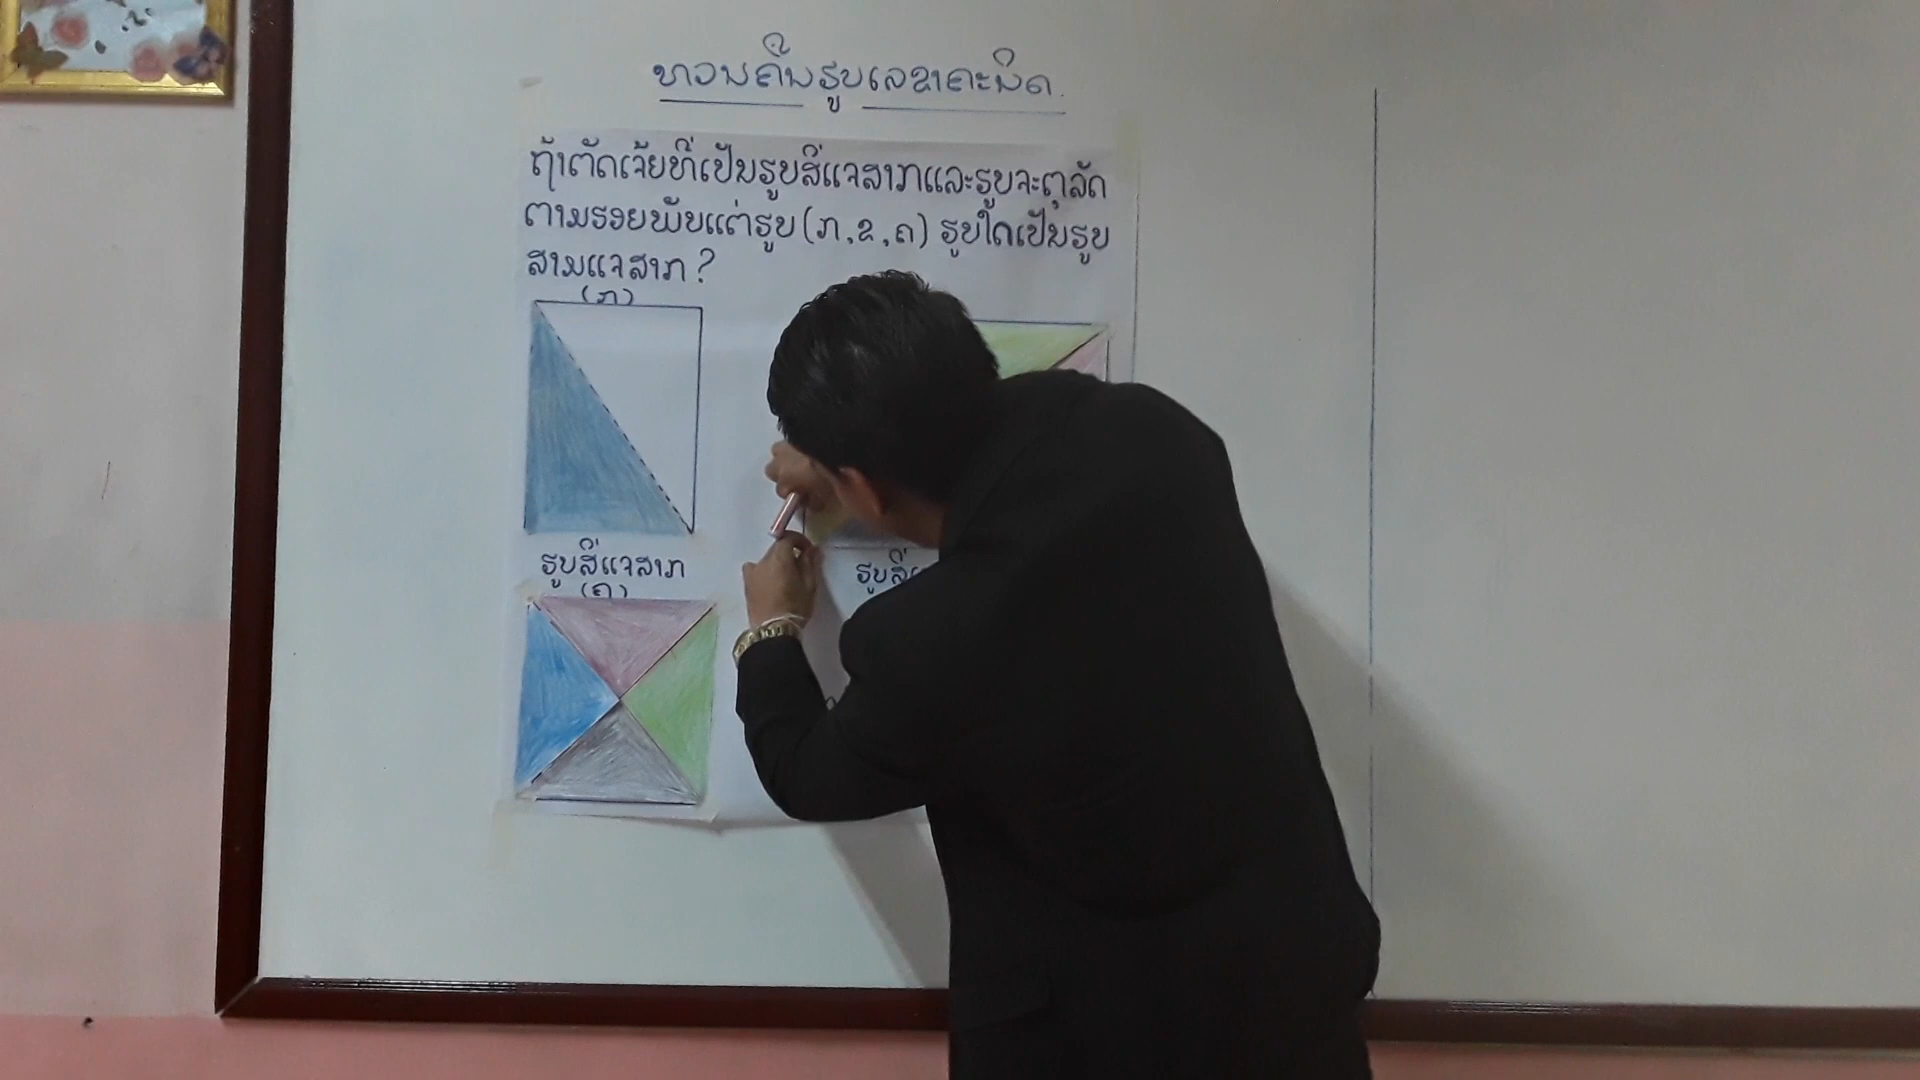 ທວນຄືນຮູບເລຂາຄະນິດ.
ຖ້າຕັດເຈ້ຍທີ່ເປັນຮູບສີ່ແຈສາກແລະຮູບຈະຕຸລັດ
ຕາມຮອຍພັບແຕ່ຮູບ(ກ,ຂ,ຄ) ຮູບໃດເປັນຮູບ
ສາມແຈສາກ?
(ກ)
ຮູບສີ່ແຈສາກ
(ຄ)